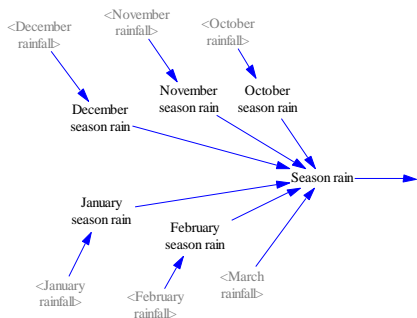 <November
rainfall>
<October
rainfall>
<December
rainfall>
November
season rain
October
season rain
December
season rain
Season rain
January
season rain
February
season rain
<March
rainfall>
<January
rainfall>
<February
rainfall>